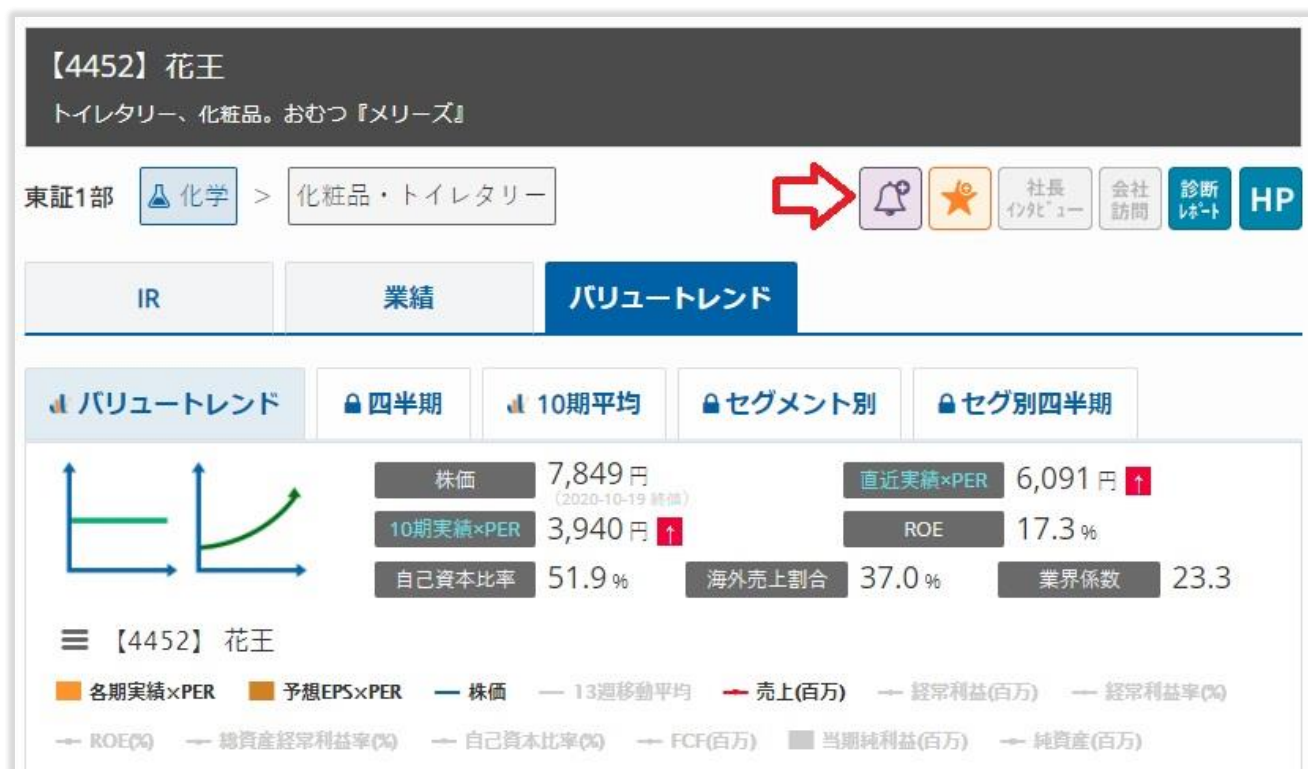 【4452】花王
トイレタリー、化粧品。おむつ『メリーズ』
東証1部 化学 > 化粧品・トイレタリー 社長インタビュー 会社訪問 診断レポート HP
IR 業績 バリュートレンド
バリュートレンド 四半期 10期平均 セグメント別 セグ別四半期
株価 7,849 円 (2020-10-19 終値) 直近実績×PER 6,091 円 ↑
10期実績×PER 3,940 円 ↑ ROE 17.3 %
自己資本比率 51.9 % 海外売上割合 37.0 % 業界係数 23.3
【4452】 花王
各期実績×PER 予想EPS×PER 株価 13週移動平均 売上(百万) 経常利益(百万) 経常利益率(%)
ROE(%) 総資産経常利益率(%) 自己資本比率(%) FCF(百万) 当期純利益(百万) 純資産(百万)